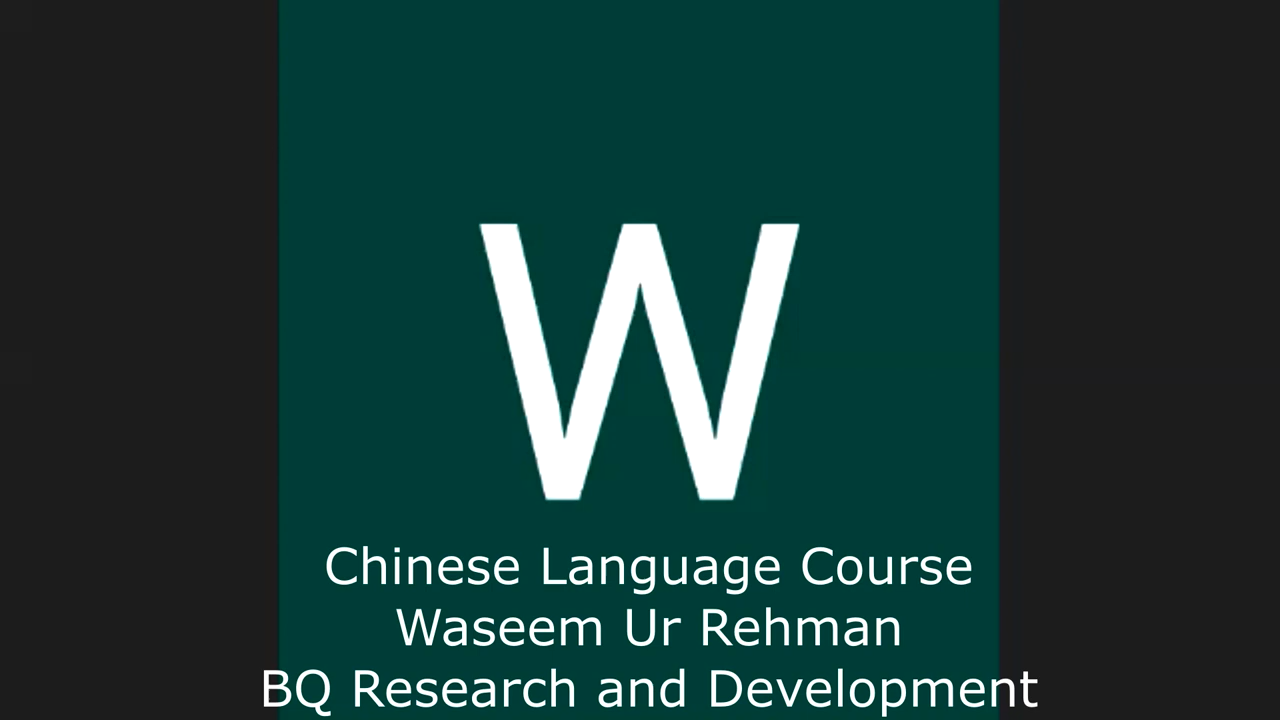 W
Chinese Language Course
Waseem Ur Rehman
BQ Research and Development